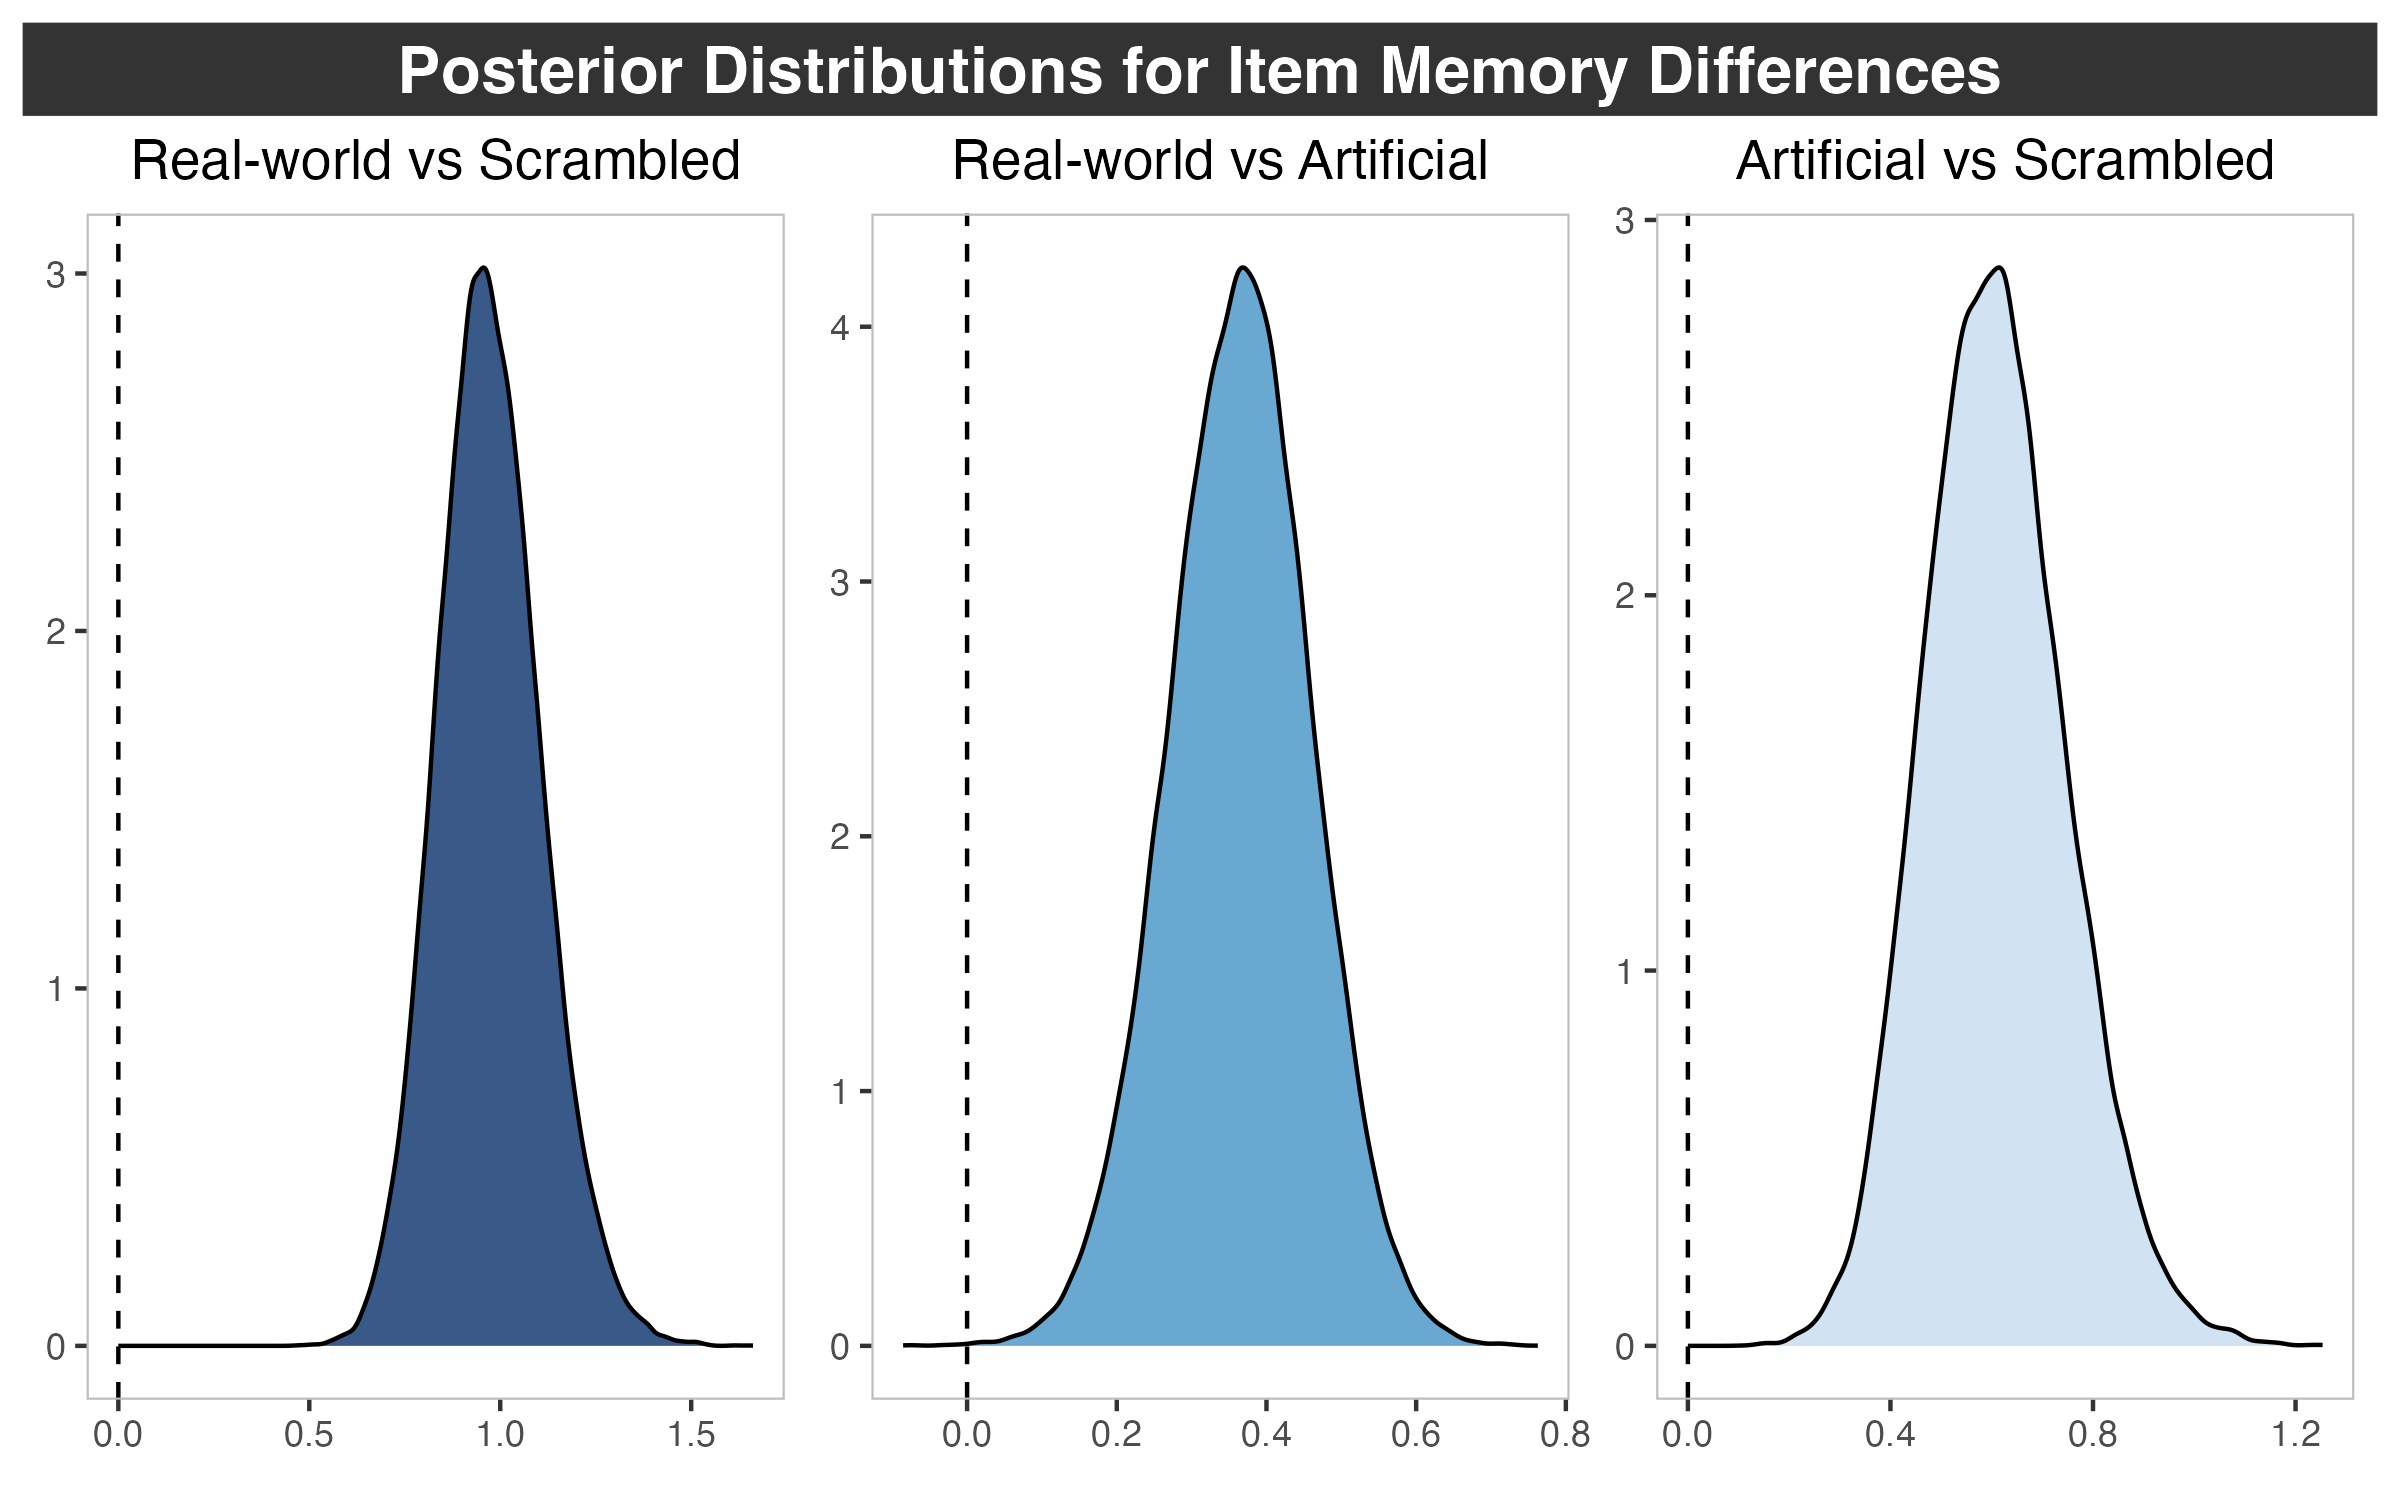 Posterior Distributions for Item Memory Differences
Real-world vs Scrambled
Real-world vs Artificial
Artificial vs Scrambled
3
2
1
0
0.0 0.5 1.0 1.5
4
3
2
1
0
0.0 0.2 0.4 0.6 0.8
3
2
1
0
0.0 0.4 0.8 1.2